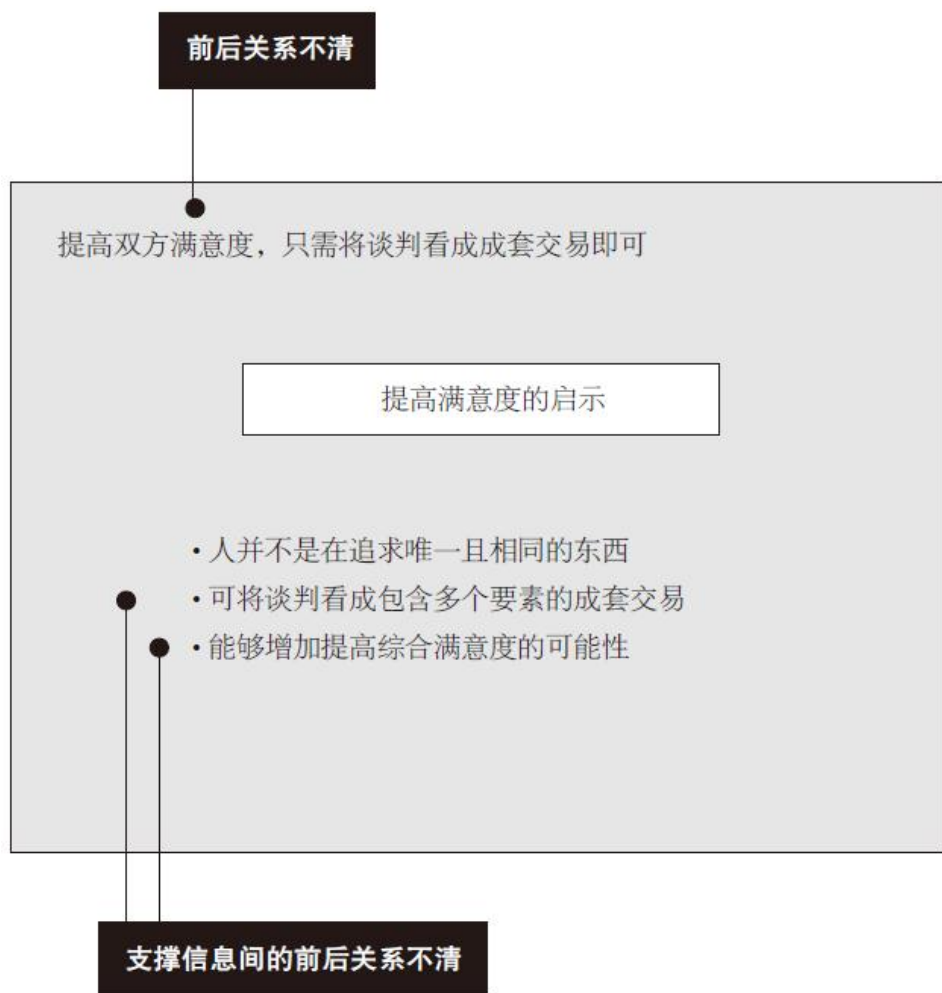 前后关系不清
提高双方满意度，只需将谈判看成成套交易即可
提高满意度的启示
·人并不是在追求唯一且相同的东西
·可将谈判看成包含多个要素的成套交易
·能够增加提高综合满意度的可能性
支撑信息间的前后关系不清